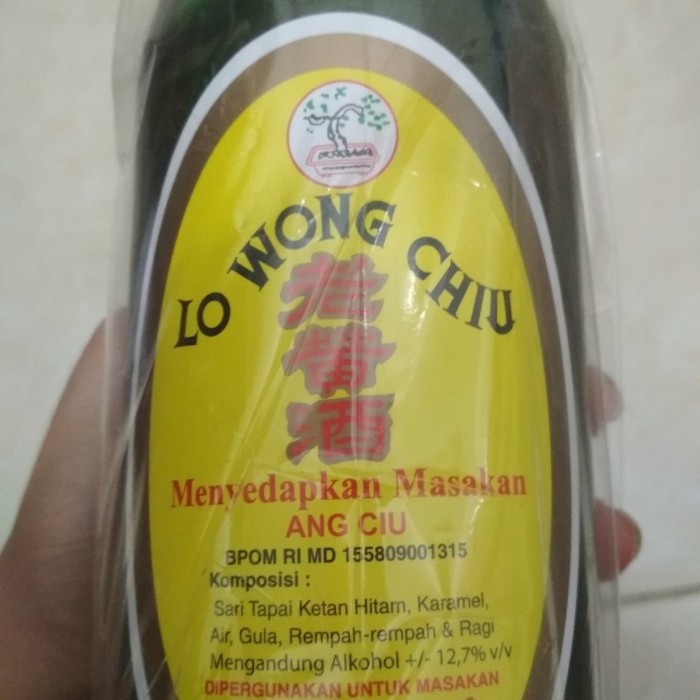 LO WONG CHIU
老黃酒
Menyedapkan Masakan
ANG CIU
BPOM RI MD 155809001315
Komposisi :
Sari Tapai Ketan Hitam, Karamel,
Air, Gula, Rempah-rempah & Ragi
Mengandung Alkohol +/- 12,7% v/v
DIPERGUNAKAN UNTUK MASAKAN